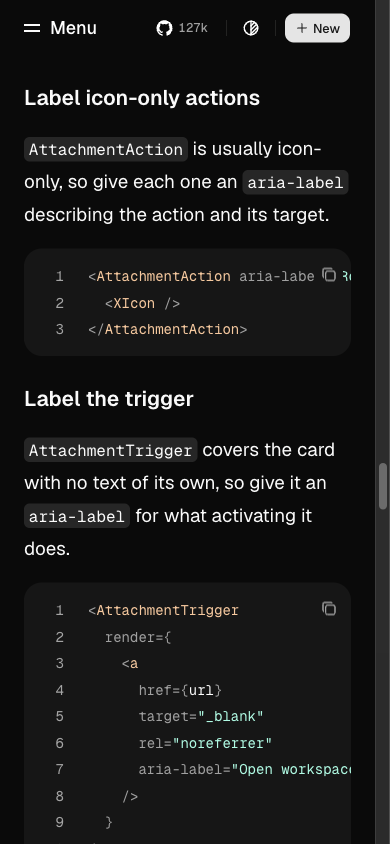 Menu 127k + New
Label icon-only actions
AttachmentAction is usually icon-
only, so give each one an aria-label
describing the action and its target.
1 <AttachmentAction aria-labe
2 <XIcon />
3 </AttachmentAction>
Label the trigger
AttachmentTrigger covers the card
with no text of its own, so give it an
aria-label for what activating it
does.
1 <AttachmentTrigger
2 render={
3 <a
4 href={url}
5 target="_blank"
6 rel="noreferrer"
7 aria-label="Open workspace
8 />
9 }